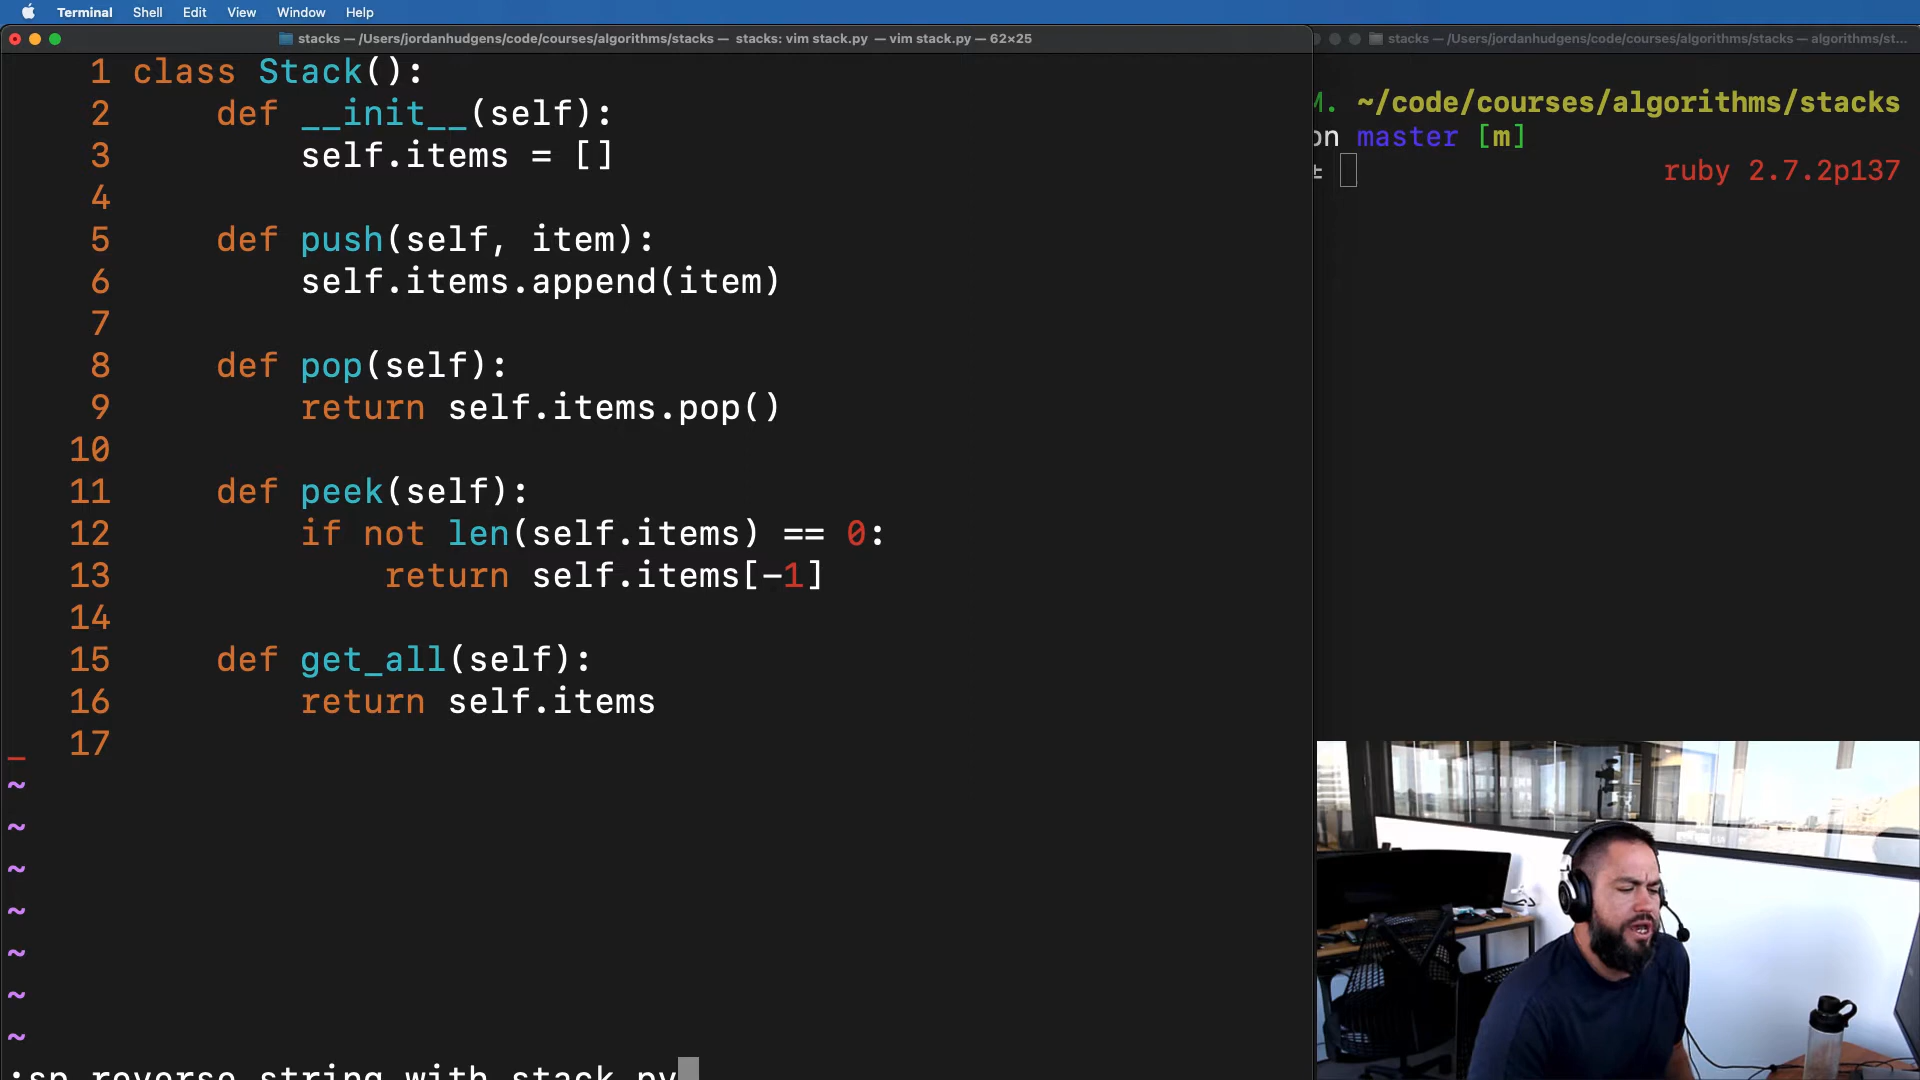 Terminal Shell Edit View Window Help
stacks — /Users/jordanhudgens/code/courses/algorithms/stacks — stacks: vim stack.py — vim stack.py — 62×25
stacks — /Users/jordanhudgens/code/courses/algorithms/stacks — algorithms/st...
1 class Stack():
2 def __init__(self):
3 self.items = []
4
5 def push(self, item):
6 self.items.append(item)
7
8 def pop(self):
9 return self.items.pop()
10
11 def peek(self):
12 if not len(self.items) == 0:
13 return self.items[-1]
14
15 def get_all(self):
16 return self.items
17
~
~
~
~
~
~
~
:sp reverse_string_with_stack.py
M. ~/code/courses/algorithms/stacks
on master [m]
± ruby 2.7.2p137